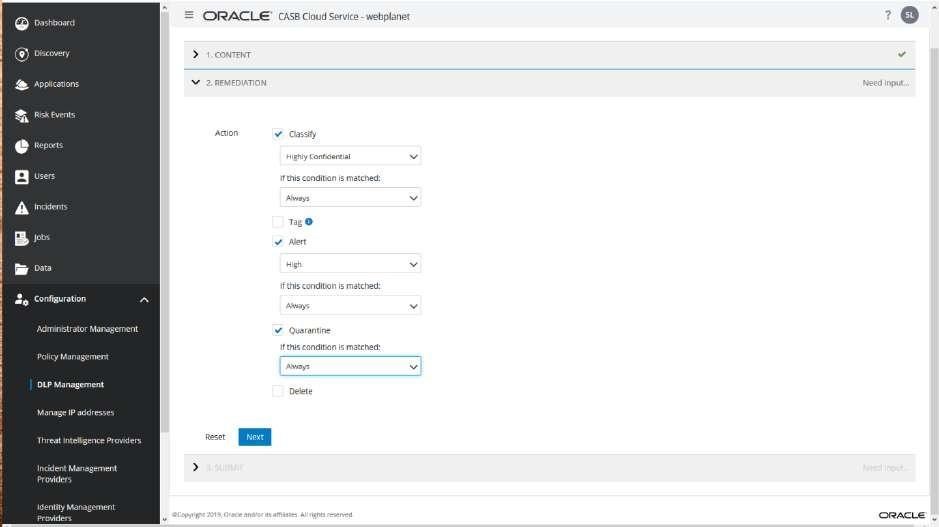 Dashboard
Discovery
Applications
Risk Events
Reports
Users
Incidents
Jobs
Data
Configuration
Administrator Management
Policy Management
DLP Management
Manage IP addresses
Threat Intelligence Providers
Incident Management
Providers
Identity Management
Providers
ORACLE® CASB Cloud Service - webplanet
? SL
1. CONTENT
2. REMEDIATION Need input...
Action
Classify
Highly Confidential
If this condition is matched:
Always
Tag
Alert
High
If this condition is matched:
Always
Quarantine
If this condition is matched:
Always
Delete
Reset Next
3. SUBMIT Need input...
©Copyright 2019, Oracle and/or its affiliates. All rights reserved.
ORACLE